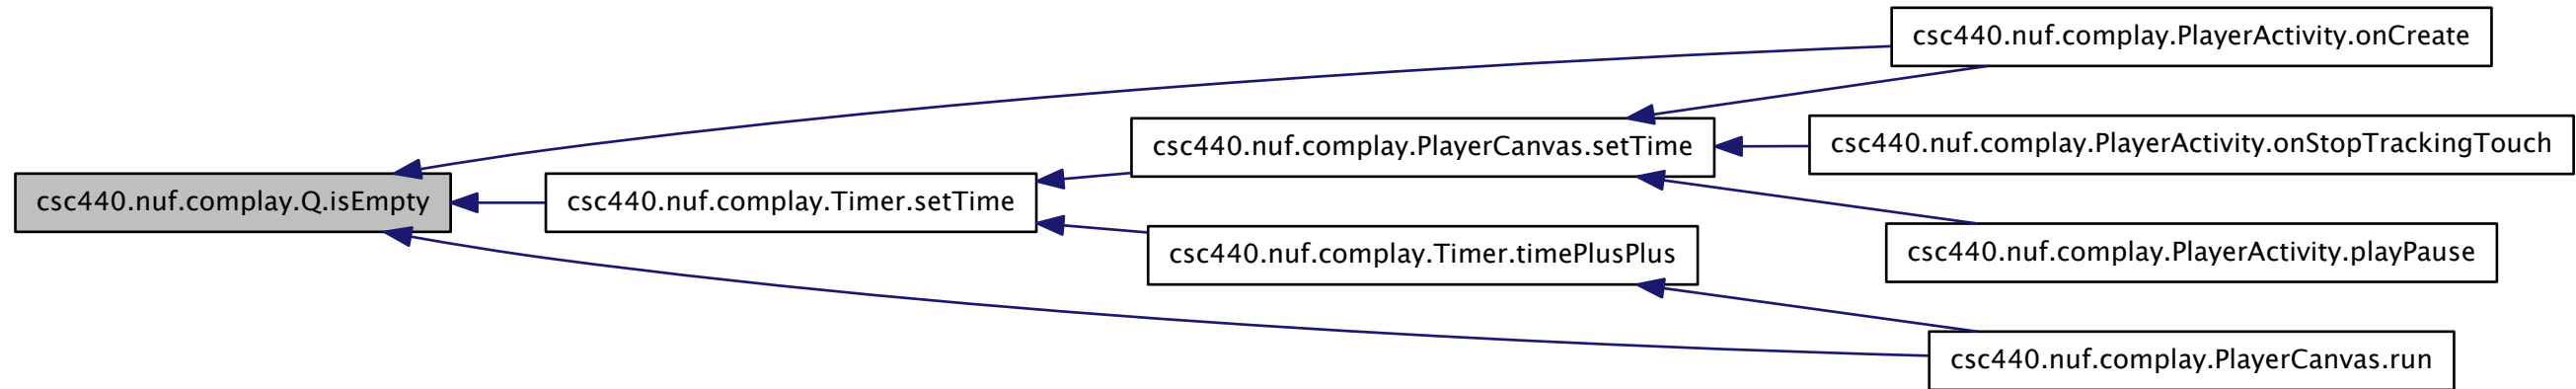 csc440.nuf.complay.PlayerActivity.onCreate
csc440.nuf.complay.PlayerCanvas.setTime
csc440.nuf.complay.PlayerActivity.onStopTrackingTouch
csc440.nuf.complay.Q.isEmpty
csc440.nuf.complay.Timer.setTime
csc440.nuf.complay.Timer.timePlusPlus
csc440.nuf.complay.PlayerActivity.playPause
csc440.nuf.complay.PlayerCanvas.run